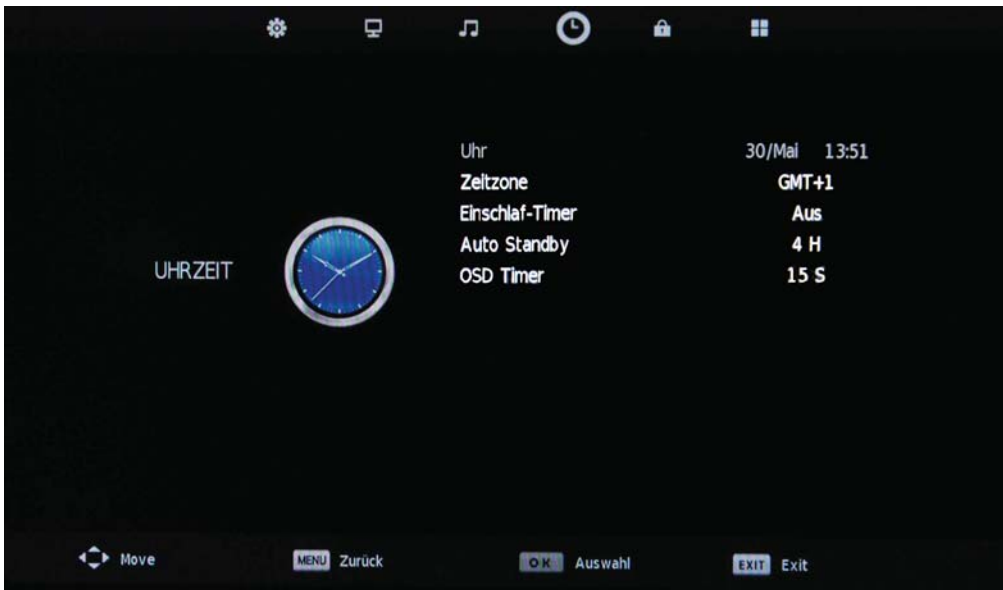 Uhr 30/Mai 13:51
Zeitzone GMT+1
Einschlaf-Timer Aus
Auto Standby 4 H
UHRZEIT
OSD Timer 15 S
Move MENU Zurück OK Auswahl EXIT Exit